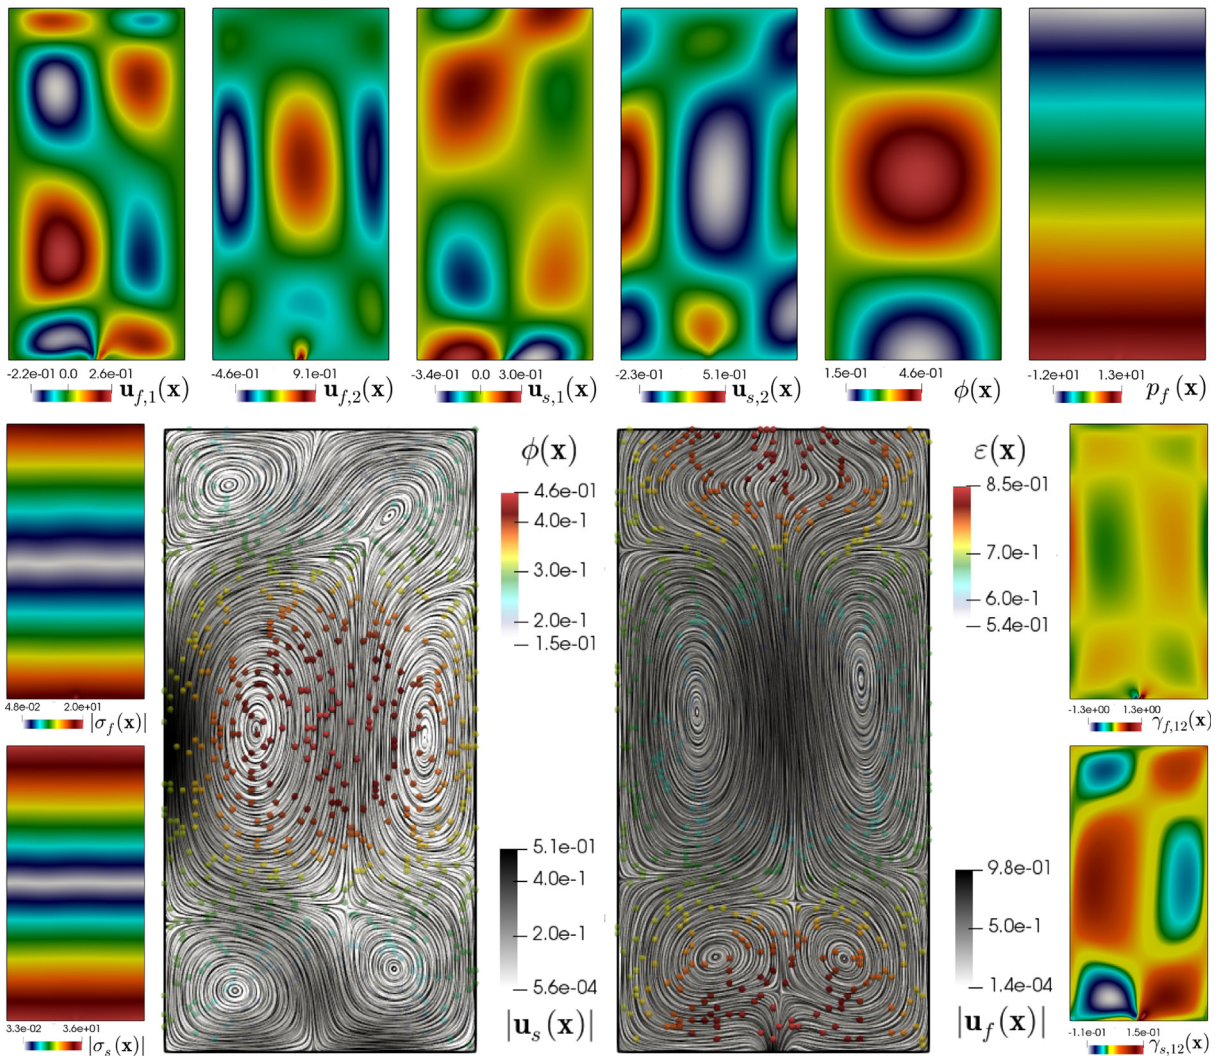 -2.2e-01 0.0 2.6e-01
u_{f,1}(x)
-4.6e-01 9.1e-01
u_{f,2}(x)
-3.4e-01 0.0 3.0e-01
u_{s,1}(x)
-2.3e-01 5.1e-01
u_{s,2}(x)
1.5e-01 4.6e-01
ϕ(x)
-1.2e+01 1.3e+01
p_f(x)
4.8e-02 2.0e+01
|σ_f(x)|
3.3e-02 3.6e+01
|σ_s(x)|
ϕ(x)
4.6e-01
4.0e-1
3.0e-1
2.0e-1
1.5e-01
5.1e-01
4.0e-1
2.0e-1
5.6e-04
|u_s(x)|
ε(x)
8.5e-01
7.0e-1
6.0e-1
5.4e-01
9.8e-01
5.0e-1
1.4e-04
|u_f(x)|
-1.3e+00 1.3e+00
γ_{f,12}(x)
-1.1e-01 1.5e-01
γ_{s,12}(x)